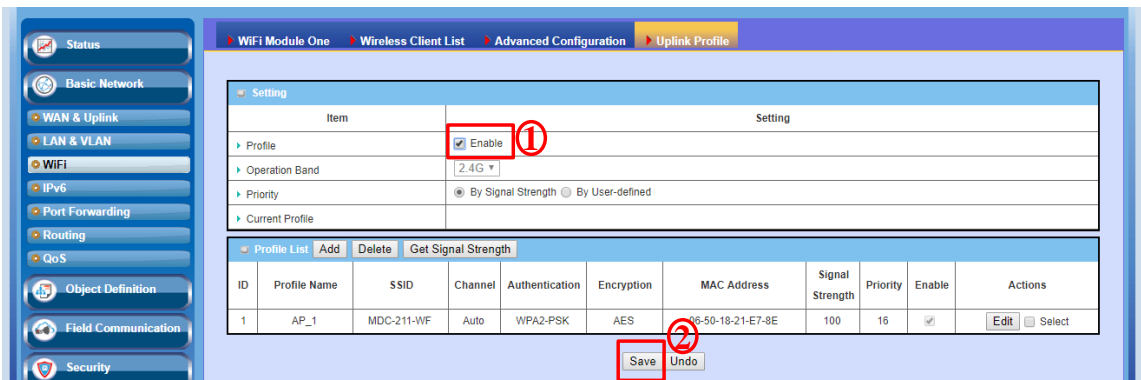 Status
WiFi Module One Wireless Client List Advanced Configuration Uplink Profile
Basic Network
WAN & Uplink
LAN & VLAN
WiFi
IPv6
Port Forwarding
Routing
QoS
Object Definition
Field Communication
Security
Setting
Item Setting
Profile Enable ①
Operation Band 2.4G
Priority By Signal Strength By User-defined
Current Profile
Profile List Add Delete Get Signal Strength
ID Profile Name SSID Channel Authentication Encryption MAC Address Signal Strength Priority Enable Actions
1 AP_1 MDC-211-WF Auto WPA2-PSK AES 06-50-18-21-E7-8E 100 16 Edit Select
②
Save Undo